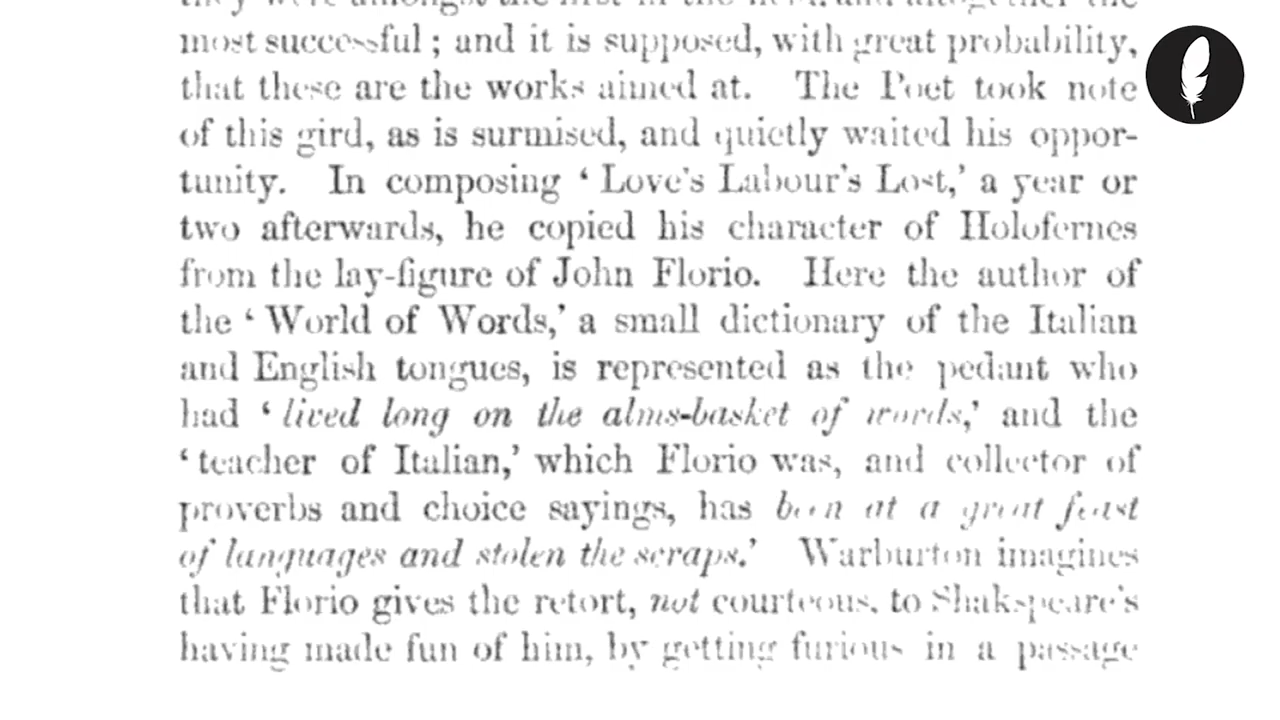 most successful ; and it is supposed, with great probability,
that these are the works aimed at. The Poet took note
of this gird, as is surmised, and quietly waited his oppor-
tunity. In composing ‘ Love’s Labour’s Lost,’ a year or
two afterwards, he copied his character of Holofernes
from the lay-figure of John Florio. Here the author of
the ‘ World of Words,’ a small dictionary of the Italian
and English tongues, is represented as the pedant who
had ‘ lived long on the alms-basket of words,’ and the
‘ teacher of Italian,’ which Florio was, and collector of
proverbs and choice sayings, has been at a great feast
of languages and stolen the scraps.’ Warburton imagines
that Florio gives the retort, not courteous, to Shakspeare’s
having made fun of him, by getting furious in a passage